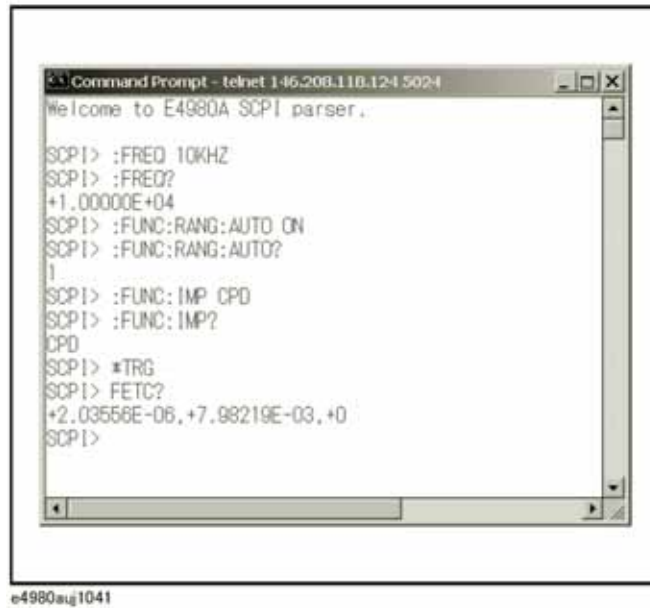 Command Prompt - telnet 146.208.118.124 5024
Welcome to E4980A SCPI parser.
SCPI> :FREQ 10KHZ
SCPI> :FREQ?
+1.00000E+04
SCPI> :FUNC:RANG:AUTO ON
SCPI> :FUNC:RANG:AUTO?
1
SCPI> :FUNC:IMP CPD
SCPI> :FUNC:IMP?
CPD
SCPI> *TRG
SCPI> FETC?
+2.03556E-06,+7.98219E-03,+0
SCPI>
e4980auj1041